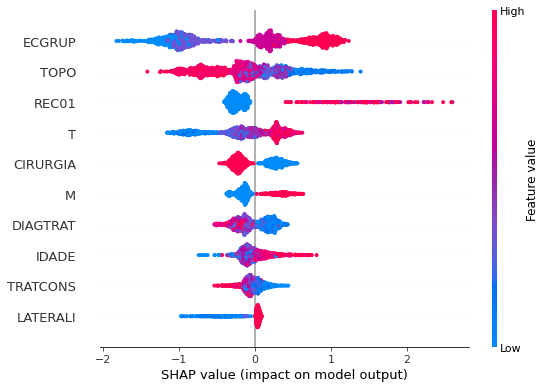 High
ECGRUP
TOPO
REC01
T
CIRURGIA
M
DIAGTRAT
IDADE
TRATCONS
LATERALI
Feature value
Low
−2 −1 0 1 2
SHAP value (impact on model output)